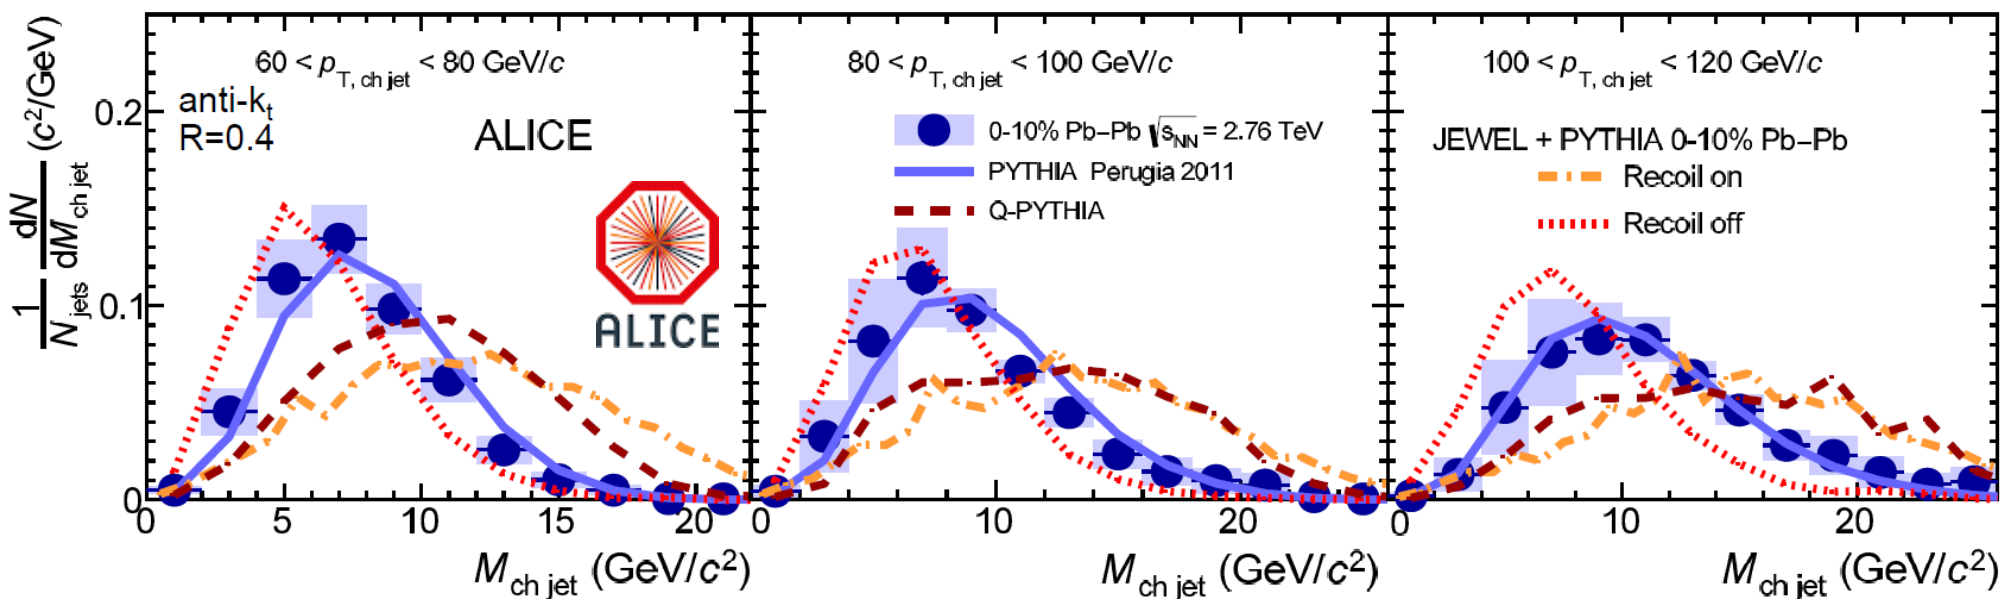 1/N_jets dN/dM_ch jet (c²/GeV)
60 < p_T, ch jet < 80 GeV/c
anti-k_t
R=0.4
ALICE
ALICE
80 < p_T, ch jet < 100 GeV/c
0-10% Pb–Pb √s_NN = 2.76 TeV
PYTHIA Perugia 2011
Q-PYTHIA
100 < p_T, ch jet < 120 GeV/c
JEWEL + PYTHIA 0-10% Pb–Pb
Recoil on
Recoil off
0.2
0.1
0
0 5 10 15 20
0 10 20
0 10 20
M_ch jet (GeV/c²)
M_ch jet (GeV/c²)
M_ch jet (GeV/c²)